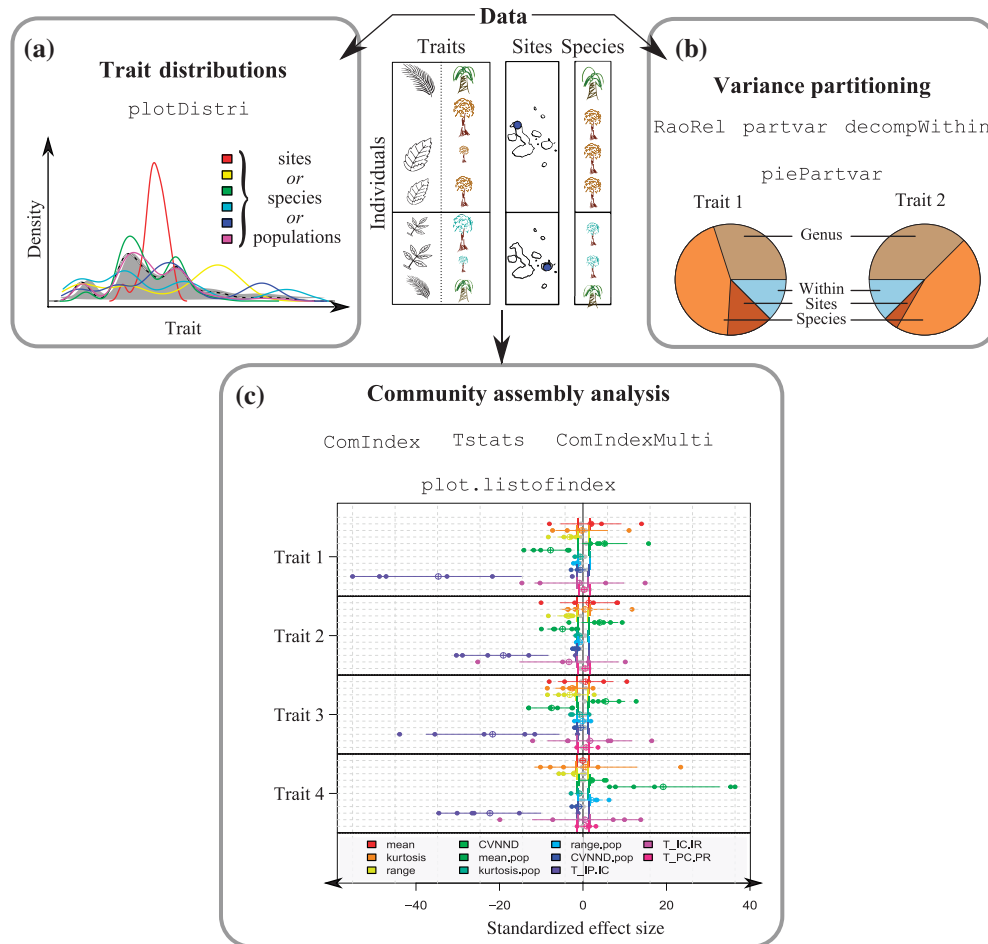 Data
(a)
Trait distributions
plotDistri
sites
or
species
or
populations
Density
Trait
Traits
Sites
Species
Individuals
(b)
Variance partitioning
RaoRel partvar decompWithin
piePartvar
Trait 1
Trait 2
Genus
Within
Sites
Species
(c)
Community assembly analysis
ComIndex Tstats ComIndexMulti
plot.listofindex
Trait 1
Trait 2
Trait 3
Trait 4
mean
kurtosis
range
CVNND
mean.pop
kurtosis.pop
range.pop
CVNND.pop
T_IP.IC
T_IC.IR
T_PC.PR
−40 −20 0 20 40
Standardized effect size